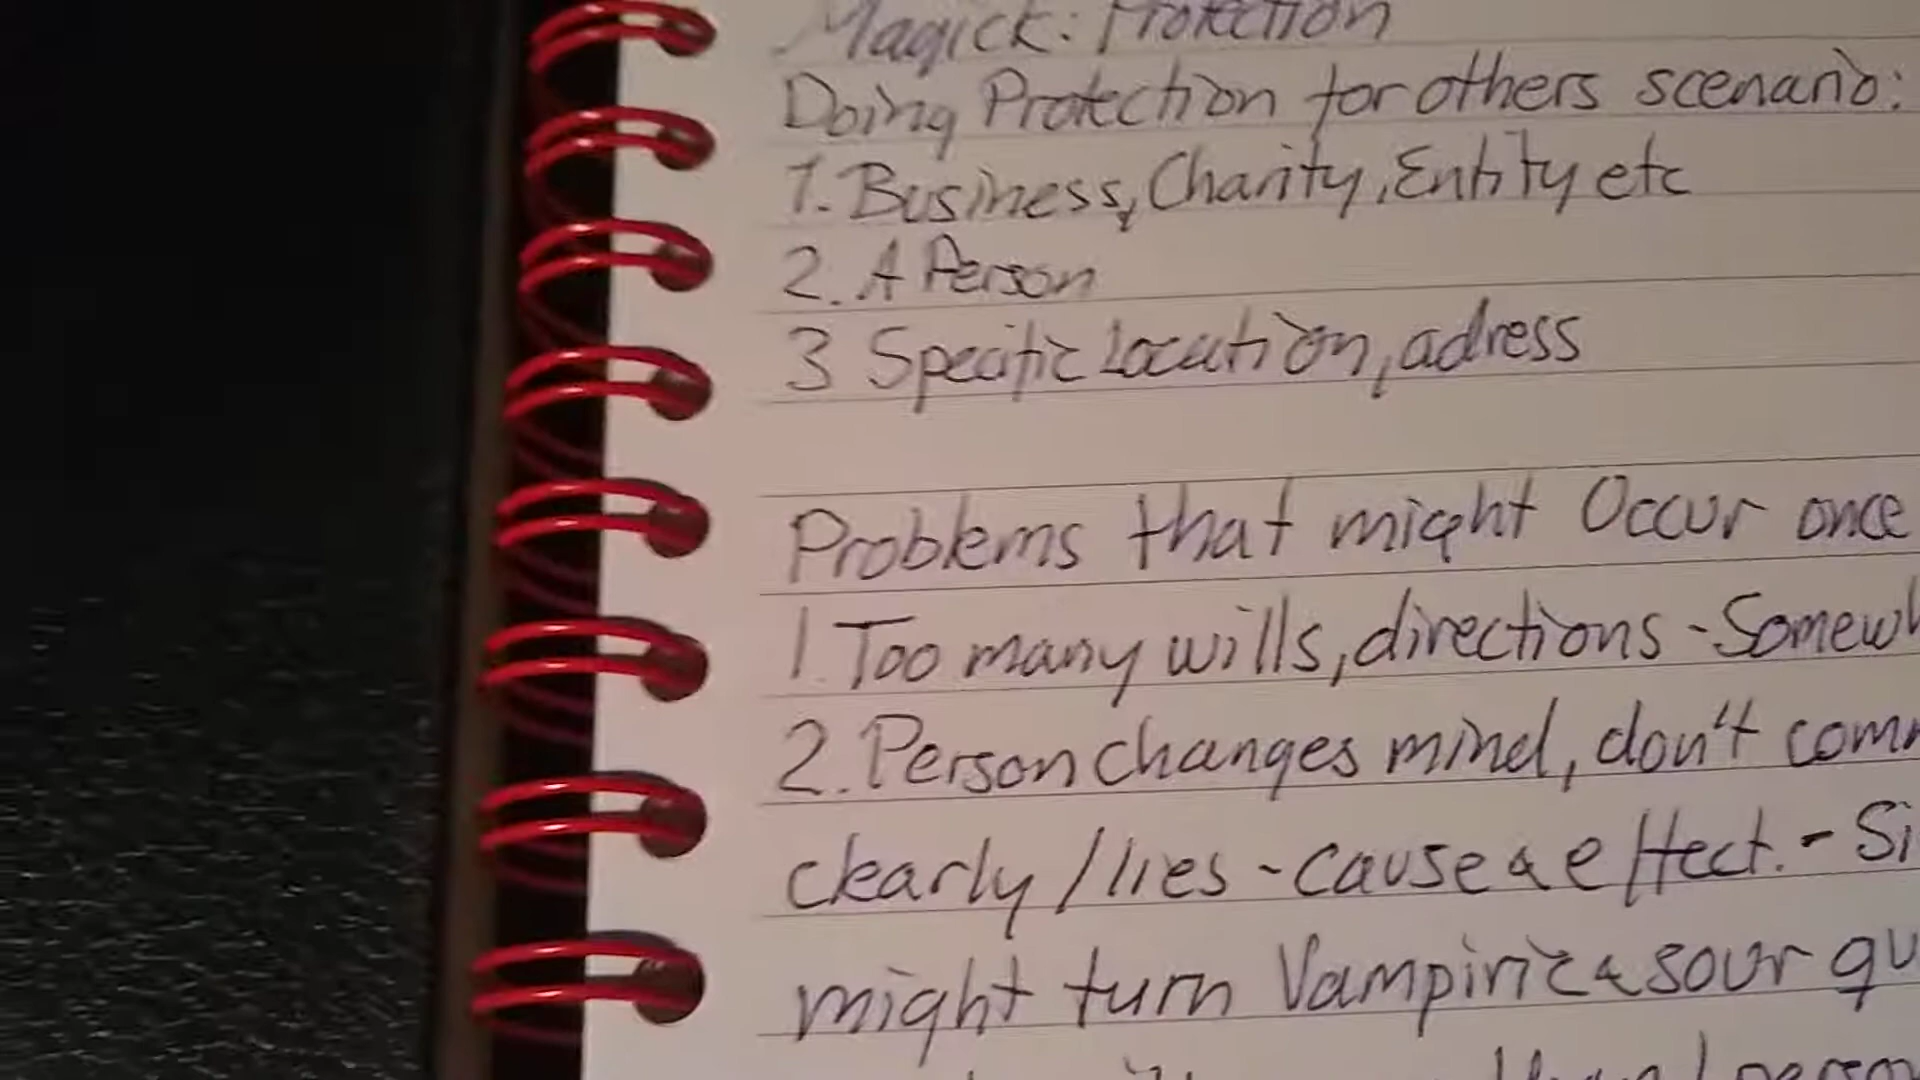 Magick: Protection
Doing Protection for others scenario:
1. Business, Charity, Entity etc
2. A Person
3 Specific Location, adress
Problems that might Occur once
1. Too many wills, directions - Somewh
2. Person changes mind, don't comm
clearly / lies - cause & effect. - Si
might turn Vampiric & sour qu